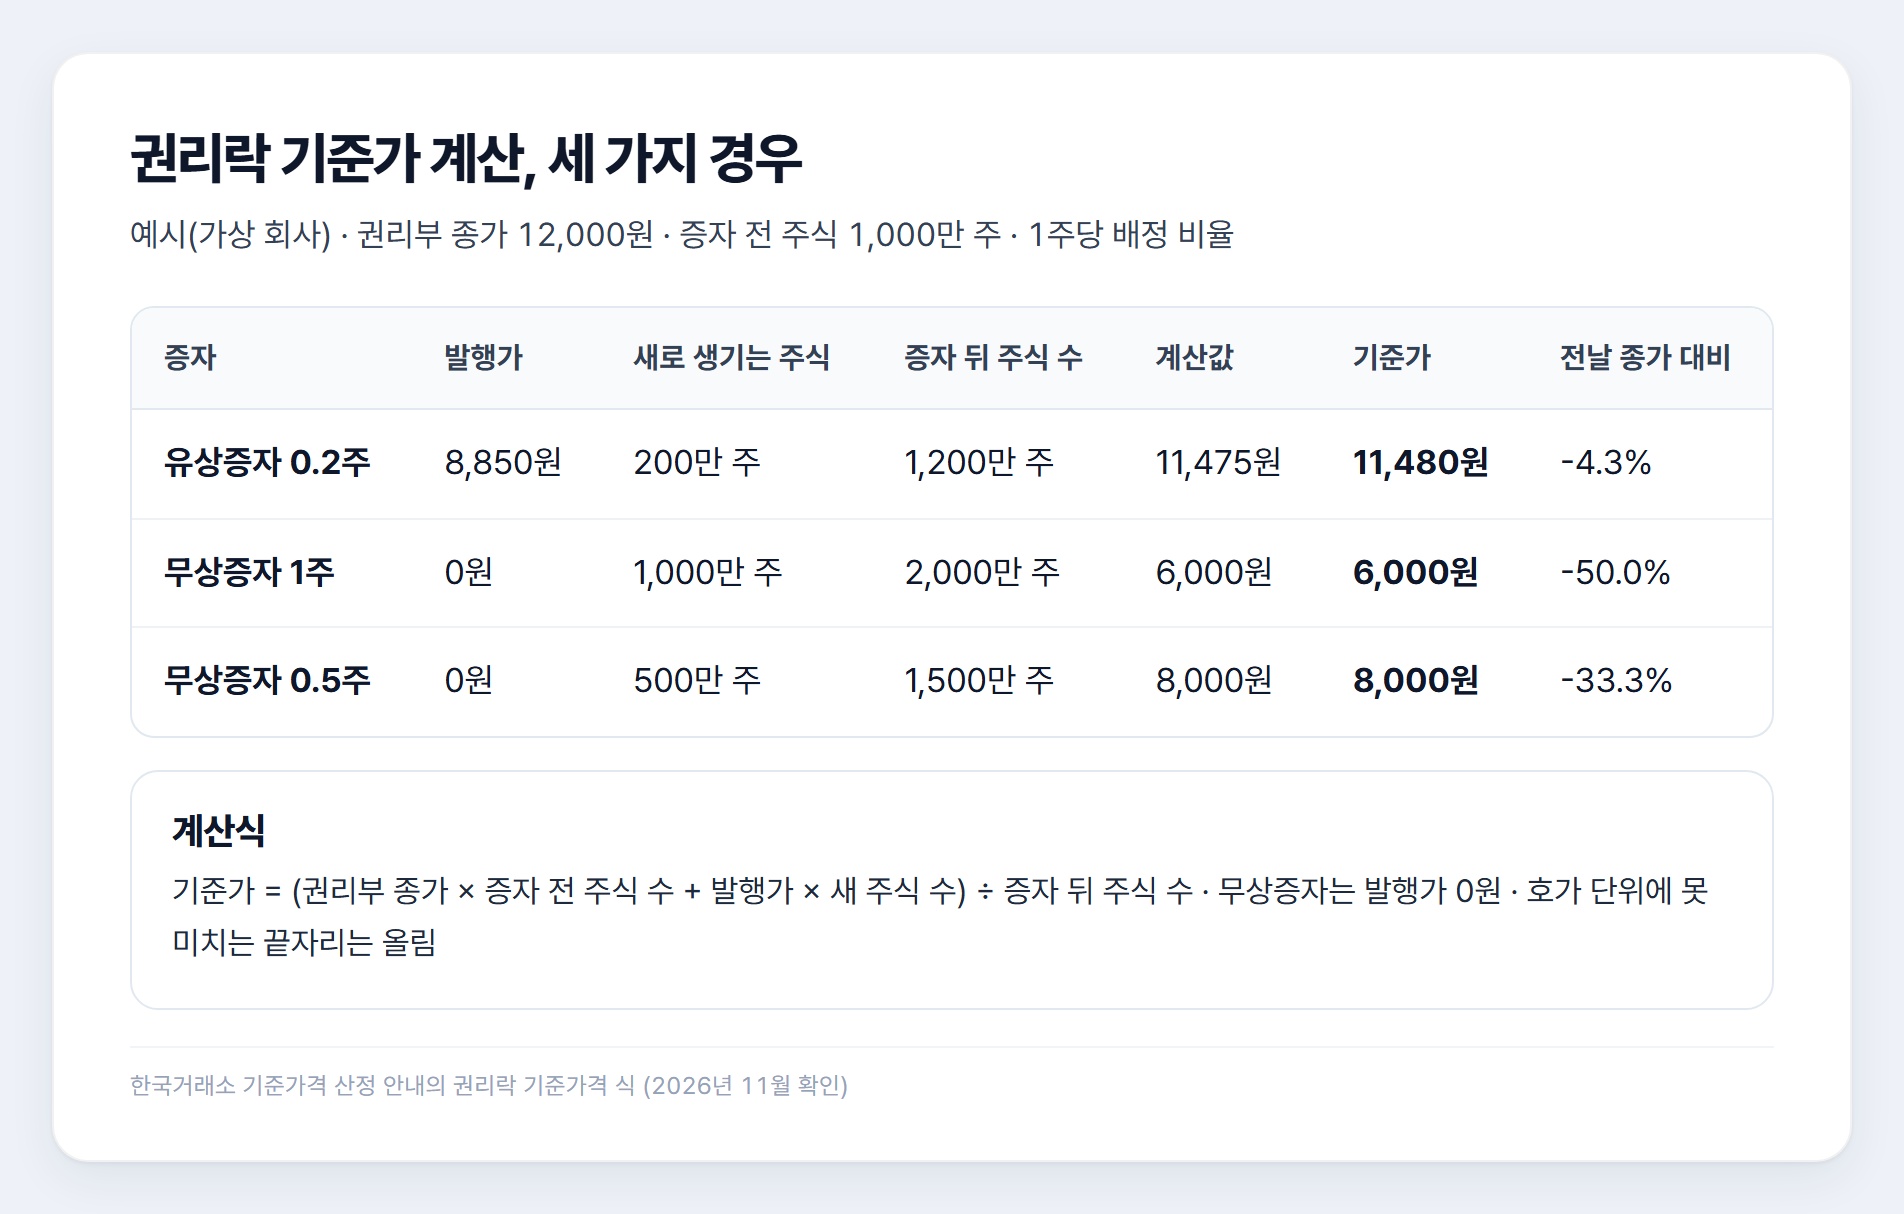 권리락 기준가 계산, 세 가지 경우
예시(가상 회사) · 권리부 종가 12,000원 · 증자 전 주식 1,000만 주 · 1주당 배정 비율
증자 발행가 새로 생기는 주식 증자 뒤 주식 수 계산값 기준가 전날 종가 대비
유상증자 0.2주 8,850원 200만 주 1,200만 주 11,475원 11,480원 -4.3%
무상증자 1주 0원 1,000만 주 2,000만 주 6,000원 6,000원 -50.0%
무상증자 0.5주 0원 500만 주 1,500만 주 8,000원 8,000원 -33.3%
계산식
기준가 = (권리부 종가 × 증자 전 주식 수 + 발행가 × 새 주식 수) ÷ 증자 뒤 주식 수 · 무상증자는 발행가 0원 · 호가 단위에 못
미치는 끝자리는 올림
한국거래소 기준가격 산정 안내의 권리락 기준가격 식 (2026년 11월 확인)